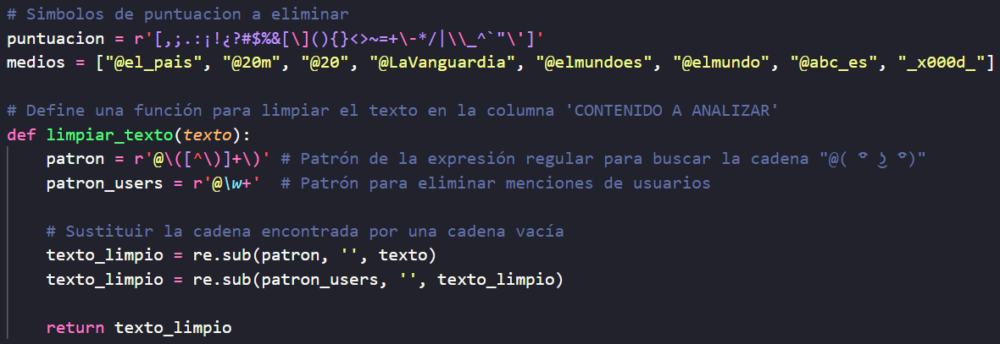 # Simbolos de puntuacion a eliminar
puntuacion = r'[,;.:¡!¿?#$%&[\](){}<>~=+\-*/|\\_^`"\']'
medios = ["@el_pais", "@20m", "@20", "@LaVanguardia", "@elmundoes", "@elmundo", "@abc_es", "_x000d_"]

# Define una función para limpiar el texto en la columna 'CONTENIDO A ANALIZAR'
def limpiar_texto(texto):
    patron = r'@\([^\)]+\)' # Patrón de la expresión regular para buscar la cadena "@( ͡° ͜ʖ ͡°)"
    patron_users = r'@\w+'  # Patrón para eliminar menciones de usuarios

    # Sustituir la cadena encontrada por una cadena vacía
    texto_limpio = re.sub(patron, '', texto)
    texto_limpio = re.sub(patron_users, '', texto_limpio)

    return texto_limpio